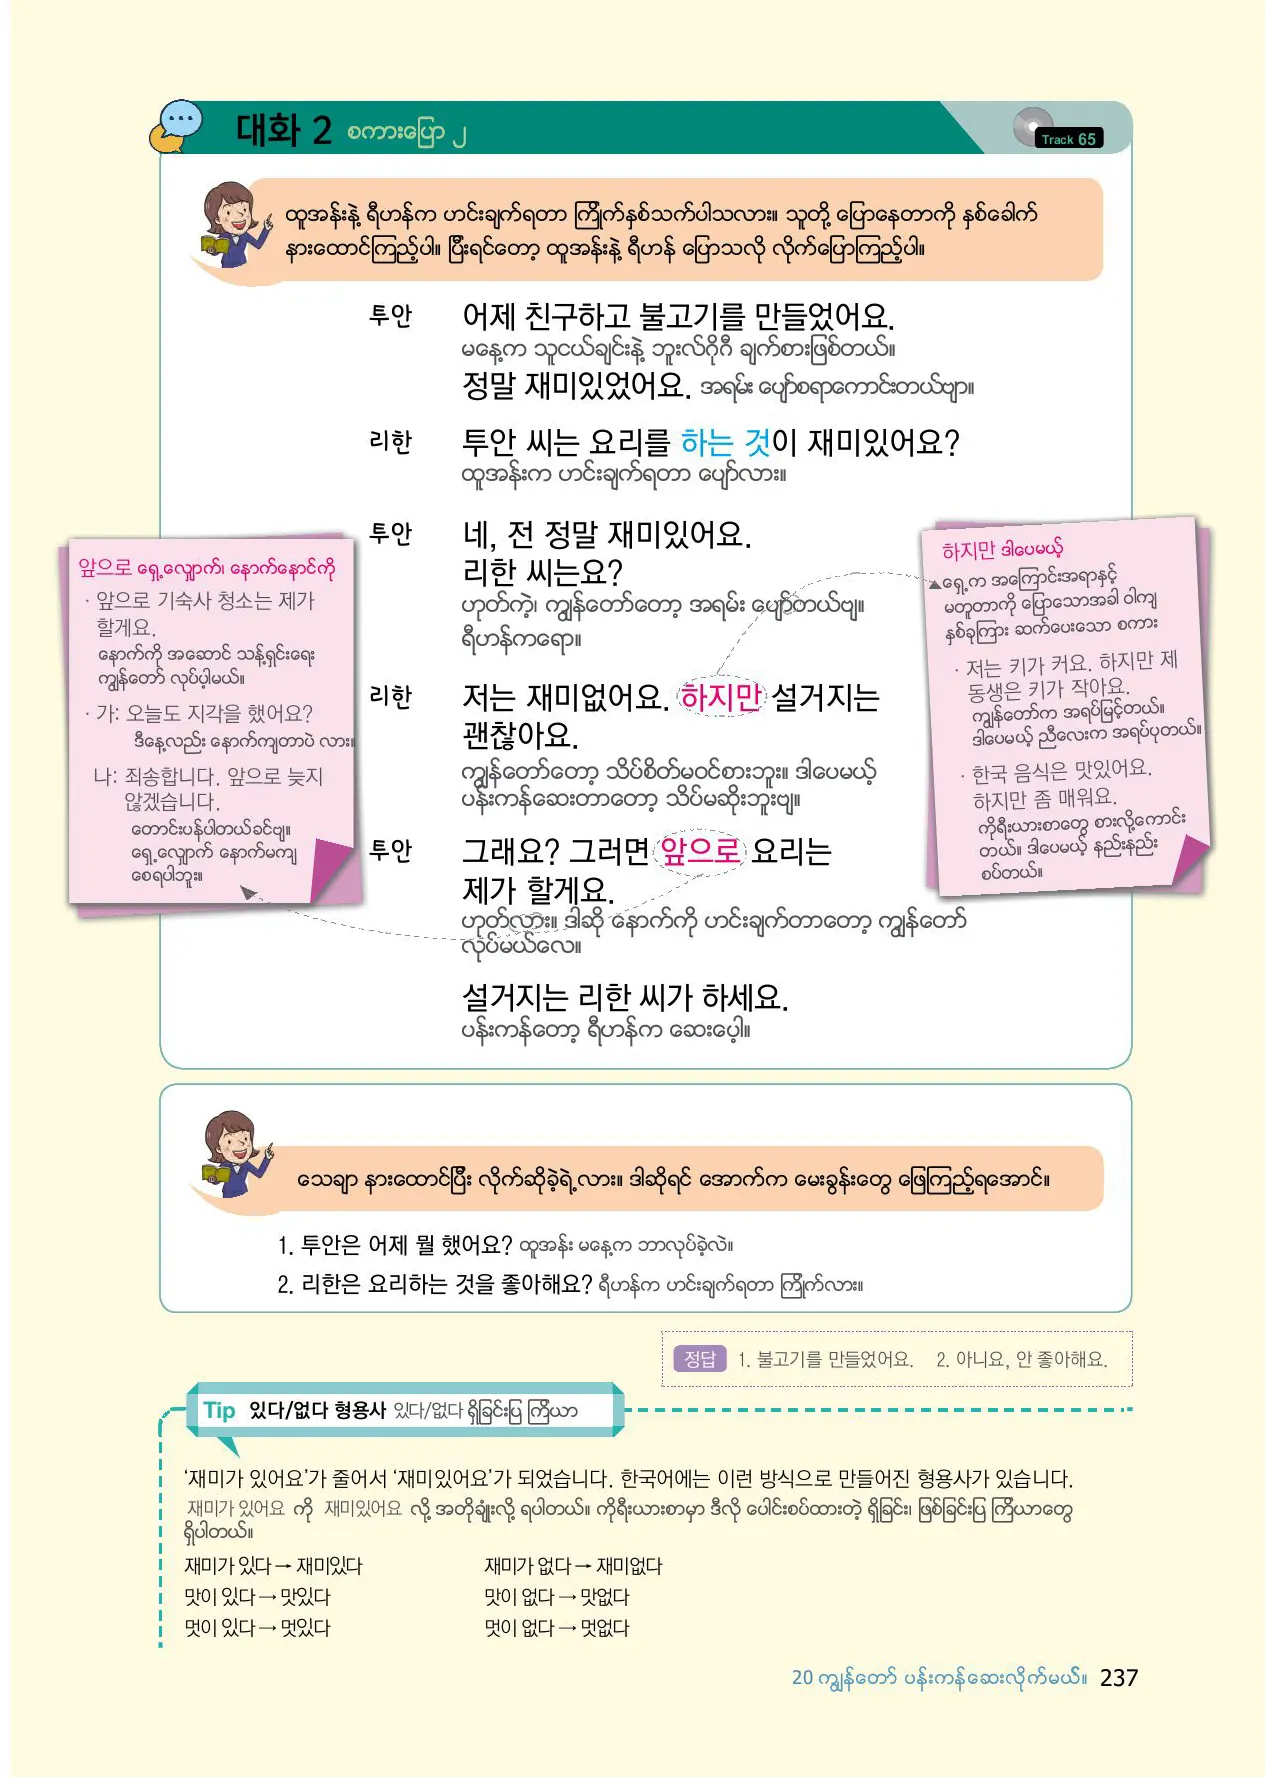 대화 2 စကားပြော ၂
Track 65
ထူအန်းနဲ့ ရီဟန်က ဟင်းချက်ရတာ ကြိုက်နှစ်သက်ပါသလား။ သူတို့ ပြောနေတာကို နှစ်ခေါက်
နားထောင်ကြည့်ပါ။ ပြီးရင်တော့ ထူအန်းနဲ့ ရီဟန် ပြောသလို လိုက်ပြောကြည့်ပါ။
투안 어제 친구하고 불고기를 만들었어요.
မနေ့က သူငယ်ချင်းနဲ့ ဘူးလ်ဂိုဂီ ချက်စားဖြစ်တယ်။
정말 재미있었어요. အရမ်း ပျော်စရာကောင်းတယ်ဗျာ။
리한 투안 씨는 요리를 하는 것이 재미있어요?
ထူအန်းက ဟင်းချက်ရတာ ပျော်လား။
투안 네, 전 정말 재미있어요.
리한 씨는요?
ဟုတ်ကဲ့၊ ကျွန်တော်တော့ အရမ်း ပျော်တယ်ဗျ။
ရီဟန်ကရော။
리한 저는 재미없어요. 하지만 설거지는
괜찮아요.
ကျွန်တော်တော့ သိပ်စိတ်မဝင်စားဘူး။ ဒါပေမယ့်
ပန်းကန်ဆေးတာတော့ သိပ်မဆိုးဘူးဗျ။
투안 그래요? 그러면 앞으로 요리는
제가 할게요.
ဟုတ်လား။ ဒါဆို နောက်ကို ဟင်းချက်တာတော့ ကျွန်တော်
လုပ်မယ်လေ။
설거지는 리한 씨가 하세요.
ပန်းကန်တော့ ရီဟန်က ဆေးပေါ့။
앞으로 ရှေ့လျှောက်၊ နောက်နောင်ကို
· 앞으로 기숙사 청소는 제가
할게요.
နောက်ကို အဆောင် သန့်ရှင်းရေး
ကျွန်တော် လုပ်ပါ့မယ်။
· 가: 오늘도 지각을 했어요?
ဒီနေ့လည်း နောက်ကျတာပဲ လား။
나: 죄송합니다. 앞으로 늦지
않겠습니다.
တောင်းပန်ပါတယ်ခင်ဗျ။
ရှေ့လျှောက် နောက်မကျ
စေရပါဘူး။
하지만 ဒါပေမယ့်
ရှေ့က အကြောင်းအရာနှင့်
မတူတာကို ပြောသောအခါ ဝါကျ
နှစ်ခုကြား ဆက်ပေးသော စကား
· 저는 키가 커요. 하지만 제
동생은 키가 작아요.
ကျွန်တော်က အရပ်မြင့်တယ်။
ဒါပေမယ့် ညီလေးက အရပ်ပုတယ်။
· 한국 음식은 맛있어요.
하지만 좀 매워요.
ကိုရီးယားစာတွေ စားလို့ကောင်း
တယ်။ ဒါပေမယ့် နည်းနည်း
စပ်တယ်။
သေချာ နားထောင်ပြီး လိုက်ဆိုခဲ့ရဲ့လား။ ဒါဆိုရင် အောက်က မေးခွန်းတွေ ဖြေကြည့်ရအောင်။
1. 투안은 어제 뭘 했어요? ထူအန်း မနေ့က ဘာလုပ်ခဲ့လဲ။
2. 리한은 요리하는 것을 좋아해요? ရီဟန်က ဟင်းချက်ရတာ ကြိုက်လား။
정답 1. 불고기를 만들었어요. 2. 아니요, 안 좋아해요.
Tip 있다/없다 형용사 있다/없다 ရှိခြင်းပြ ကြိယာ
‘재미가 있어요’가 줄어서 ‘재미있어요’가 되었습니다. 한국어에는 이런 방식으로 만들어진 형용사가 있습니다.
재미가 있어요 ကို 재미있어요 လို့ အတိုချုံးလို့ ရပါတယ်။ ကိုရီးယားစာမှာ ဒီလို ပေါင်းစပ်ထားတဲ့ ရှိခြင်း၊ ဖြစ်ခြင်းပြ ကြိယာတွေ
ရှိပါတယ်။
재미가 있다 → 재미있다 재미가 없다 → 재미없다
맛이 있다 → 맛있다 맛이 없다 → 맛없다
멋이 있다 → 멋있다 멋이 없다 → 멋없다
20 ကျွန်တော် ပန်းကန်ဆေးလိုက်မယ်။ 237